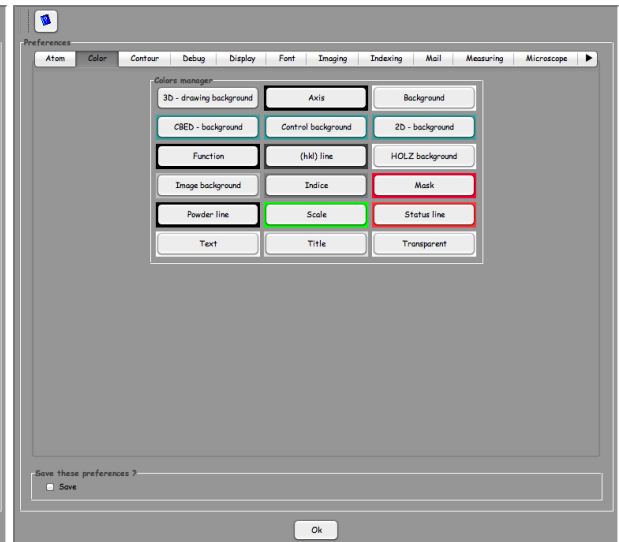 Preferences
Atom Color Contour Debug Display Font Imaging Indexing Mail Measuring Microscope
Colors manager
3D - drawing background Axis Background
CBED - background Control background 2D - background
Function (hkl) line HOLZ background
Image background Indice Mask
Powder line Scale Status line
Text Title Transparent
Save these preferences ?
Save
Ok